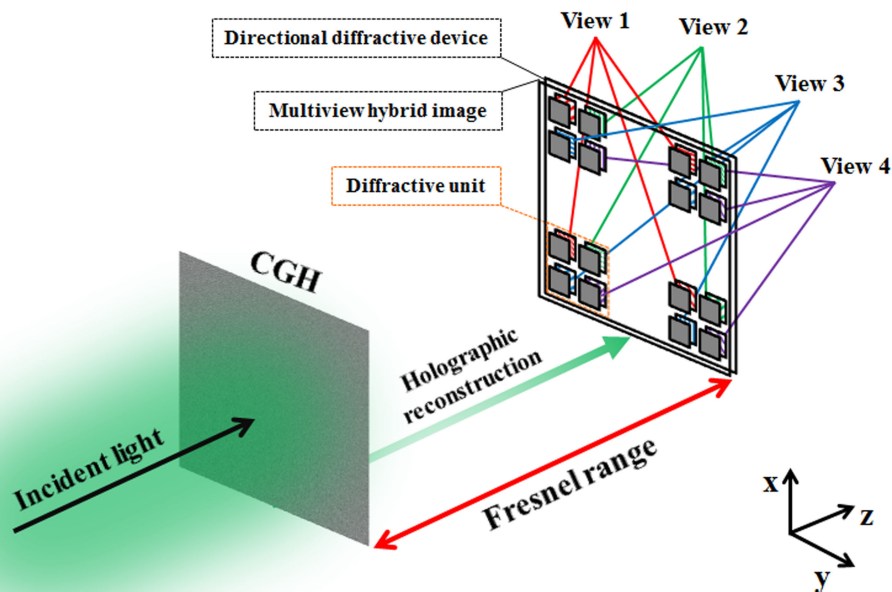 View 1
View 2
Directional diffractive device
View 3
Multiview hybrid image
View 4
Diffractive unit
CGH
Holographic
reconstruction
Incident light
Fresnel range
x
z
y